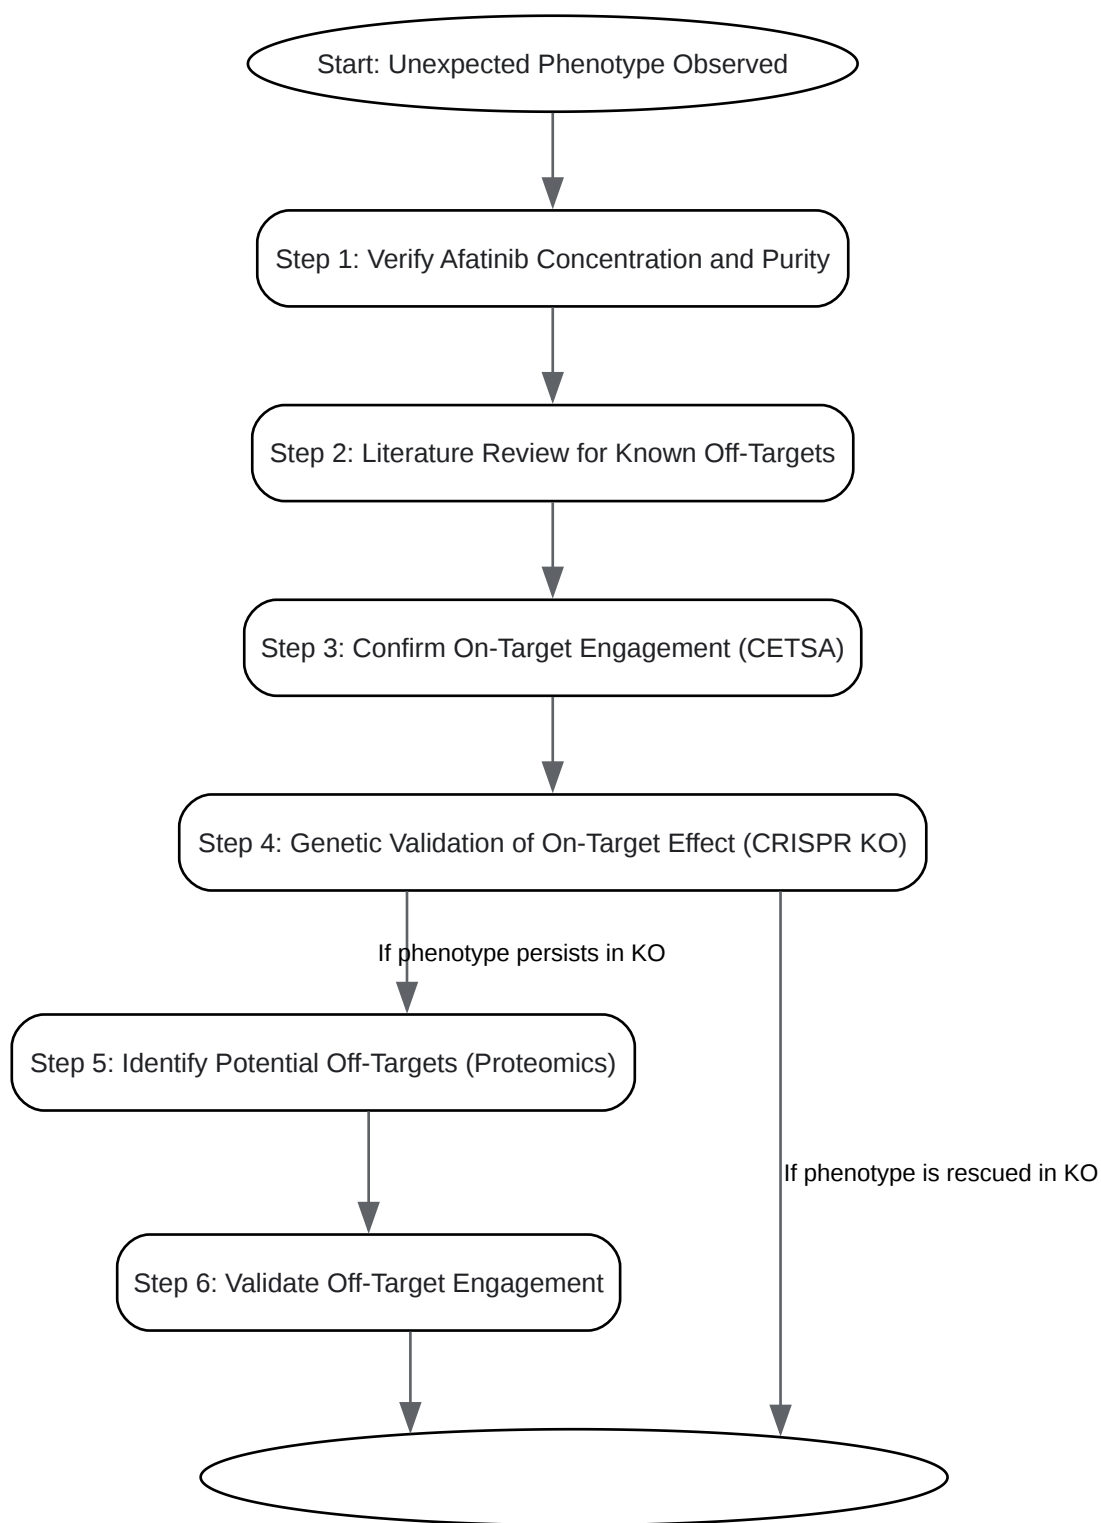 Start: Unexpected Phenotype Observed
Step 1: Verify Afatinib Concentration and Purity
Step 2: Literature Review for Known Off-Targets
Step 3: Confirm On-Target Engagement (CETSA)
Step 4: Genetic Validation of On-Target Effect (CRISPR KO)
If phenotype persists in KO
Step 5: Identify Potential Off-Targets (Proteomics)
If phenotype is rescued in KO
Step 6: Validate Off-Target Engagement